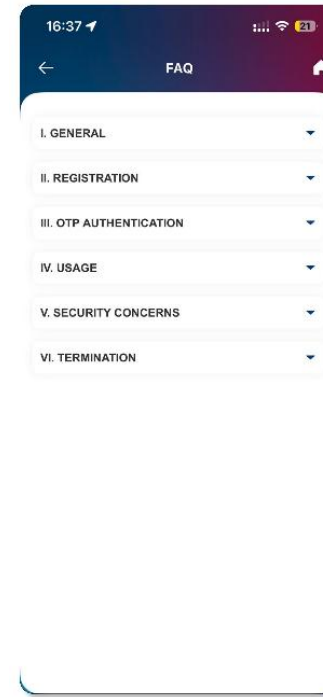 16:37
21
FAQ
I. GENERAL
II. REGISTRATION
III. OTP AUTHENTICATION
IV. USAGE
V. SECURITY CONCERNS
VI. TERMINATION